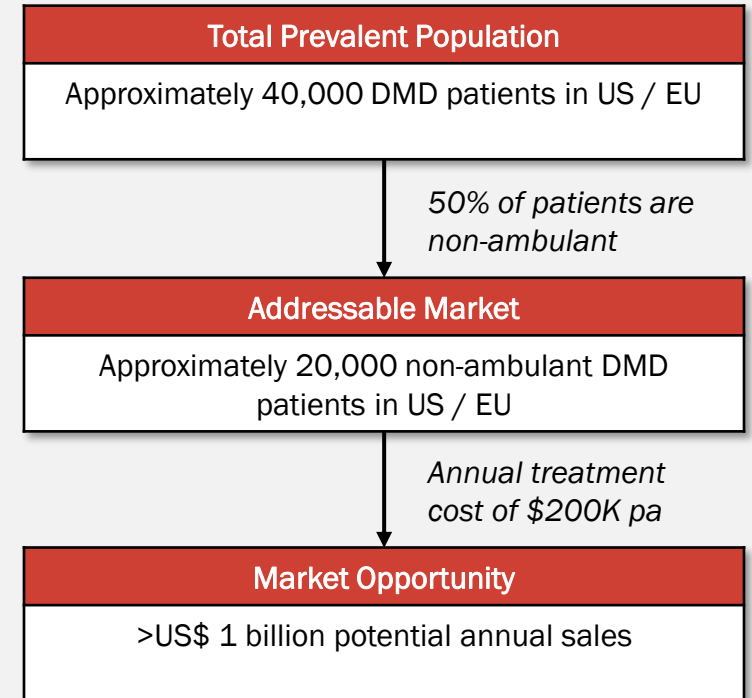 Total Prevalent Population
Approximately 40,000 DMD patients in US / EU
50% of patients are
non-ambulant
Addressable Market
Approximately 20,000 non-ambulant DMD
patients in US / EU
Annual treatment
cost of $200K pa
Market Opportunity
>US$ 1 billion potential annual sales